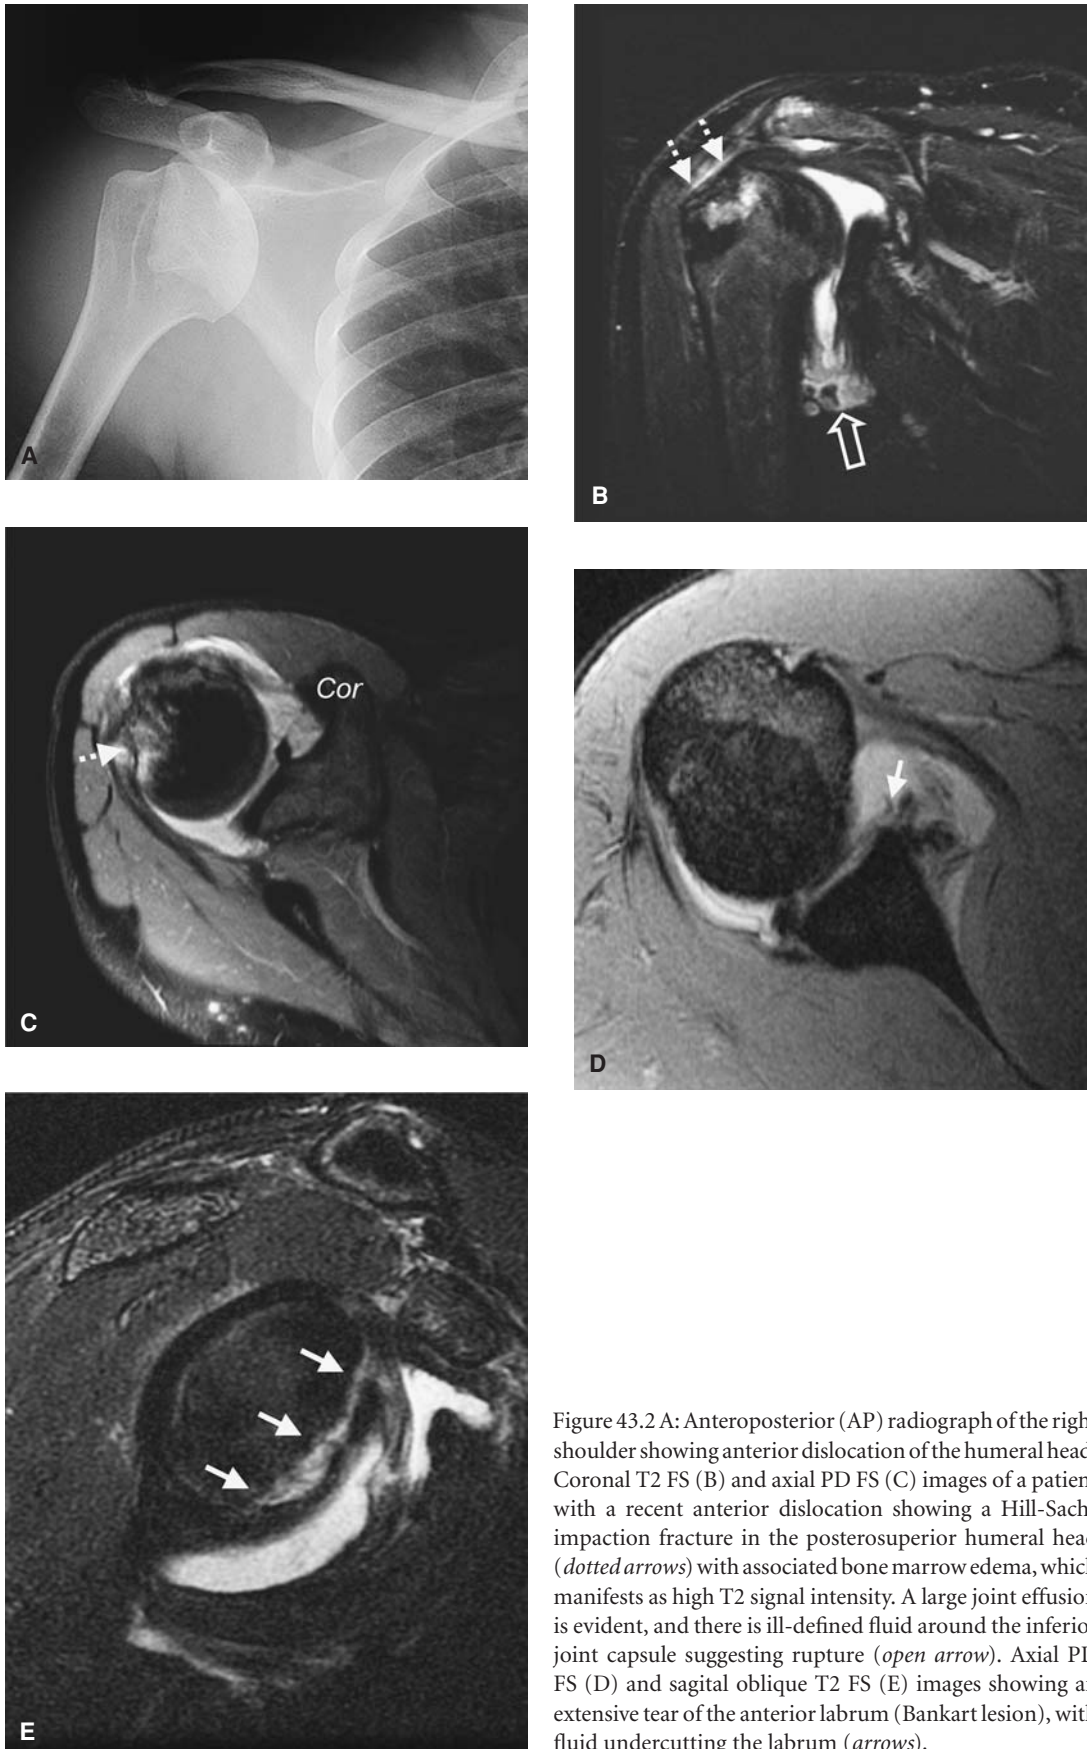 A
B
C
Cor
D
E
Figure 43.2 A: Anteroposterior (AP) radiograph of the righ
shoulder showing anterior dislocation of the humeral head
Coronal T2 FS (B) and axial PD FS (C) images of a patien
with a recent anterior dislocation showing a Hill-Sach
impaction fracture in the posterosuperior humeral head
(dotted arrows) with associated bone marrow edema, which
manifests as high T2 signal intensity. A large joint effusion
is evident, and there is ill-defined fluid around the inferio
joint capsule suggesting rupture (open arrow). Axial PD
FS (D) and sagital oblique T2 FS (E) images showing an
extensive tear of the anterior labrum (Bankart lesion), with
fluid undercutting the labrum (arrows).